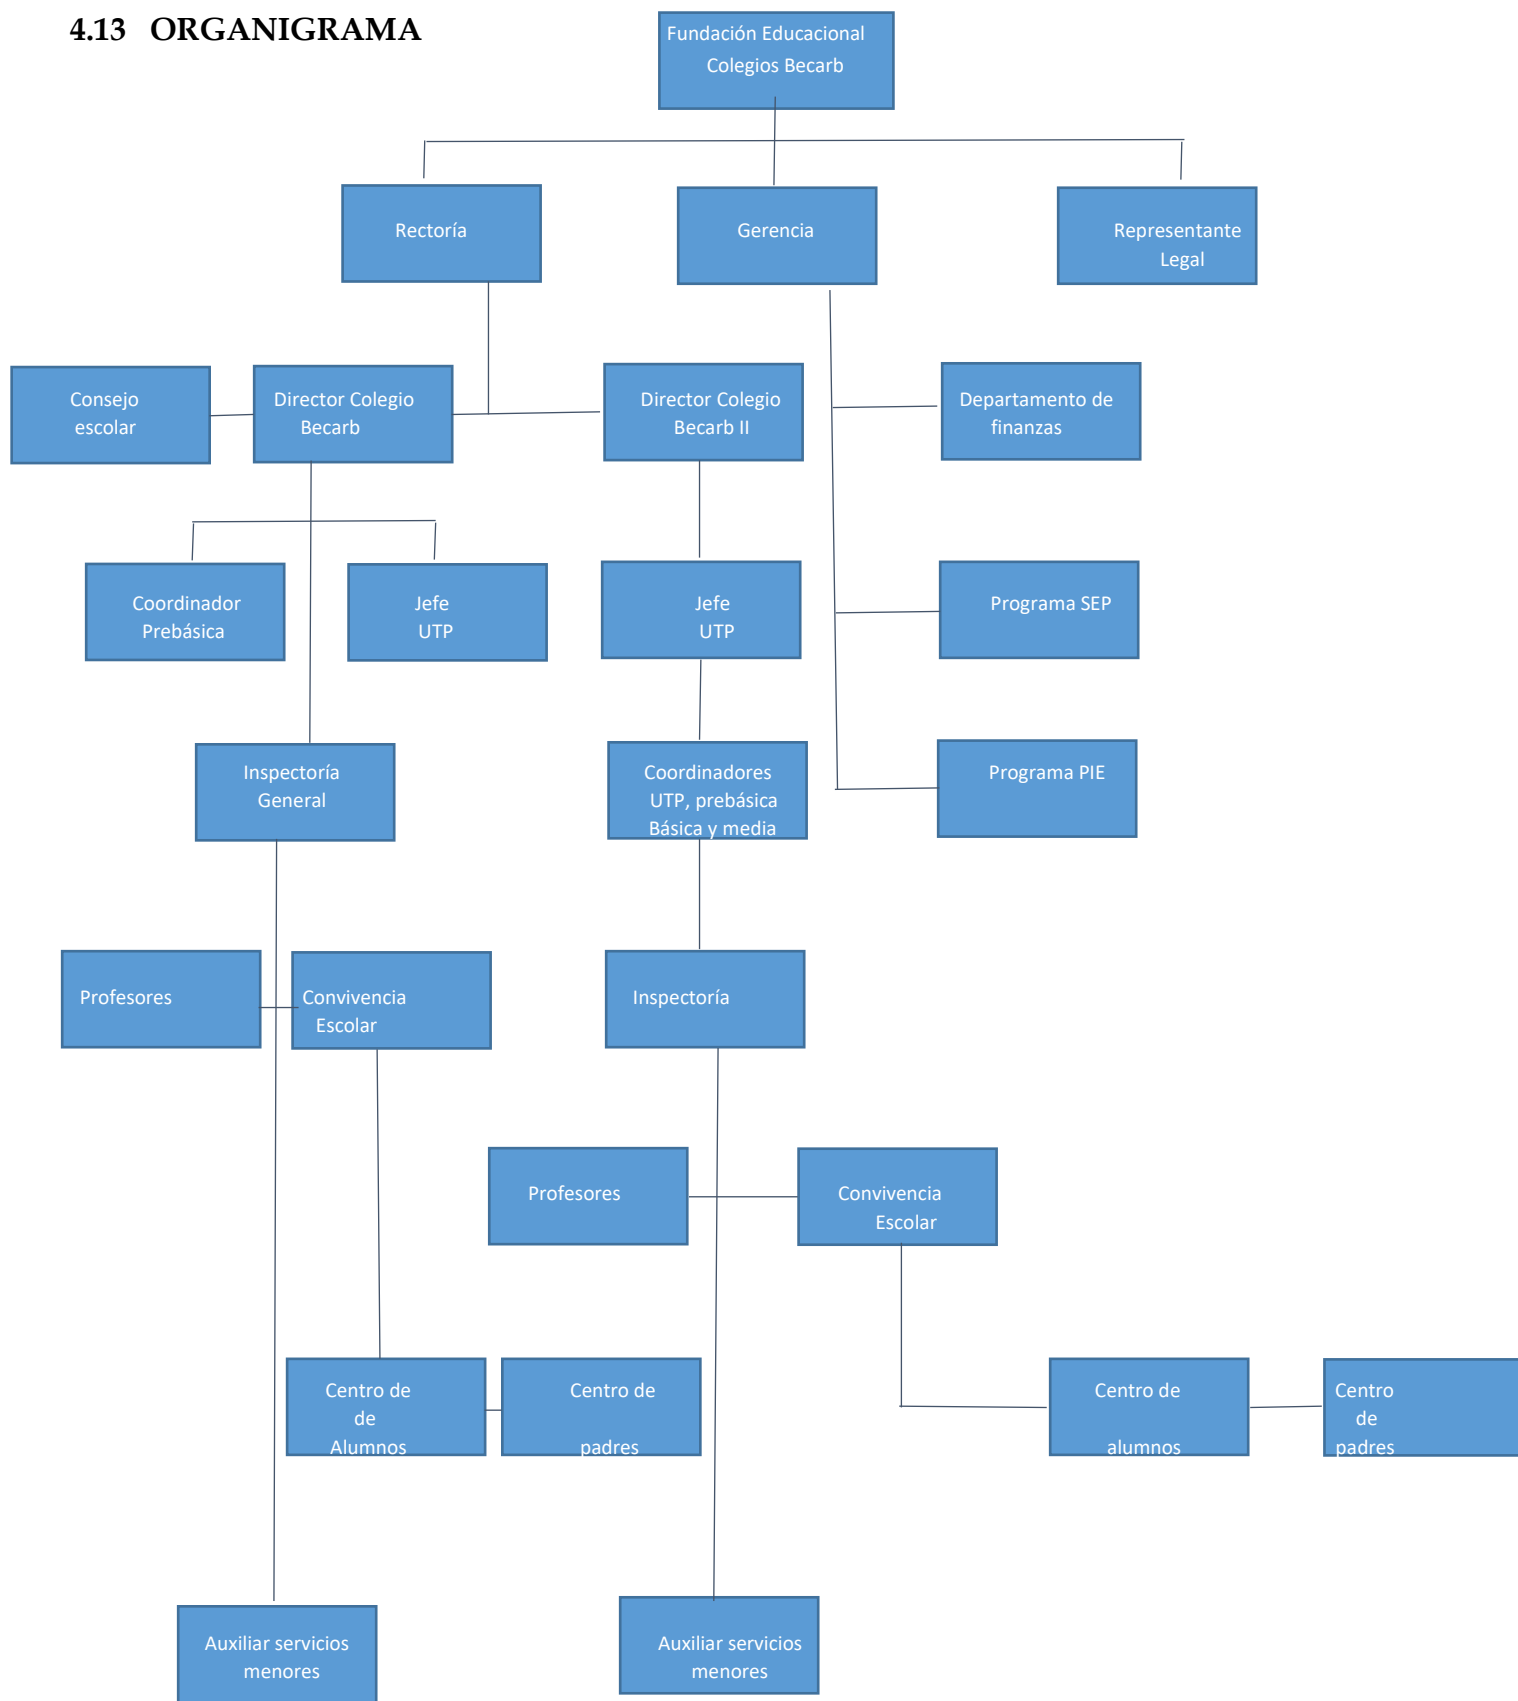 4.13 ORGANIGRAMA
Fundación Educacional
Colegios Becarb
Rectoría
Gerencia
Representante
Legal
Consejo
escolar
Director Colegio
Becarb
Director Colegio
Becarb II
Departamento de
finanzas
Coordinador
Prebásica
Jefe
UTP
Jefe
UTP
Programa SEP
Inspectoría
General
Coordinadores
UTP, prebásica
Básica y media
Programa PIE
Profesores
Convivencia
Escolar
Inspectoría
Profesores
Convivencia
Escolar
Centro de
de
Alumnos
Centro de
padres
Centro de
alumnos
Centro
de
padres
Auxiliar servicios
menores
Auxiliar servicios
menores